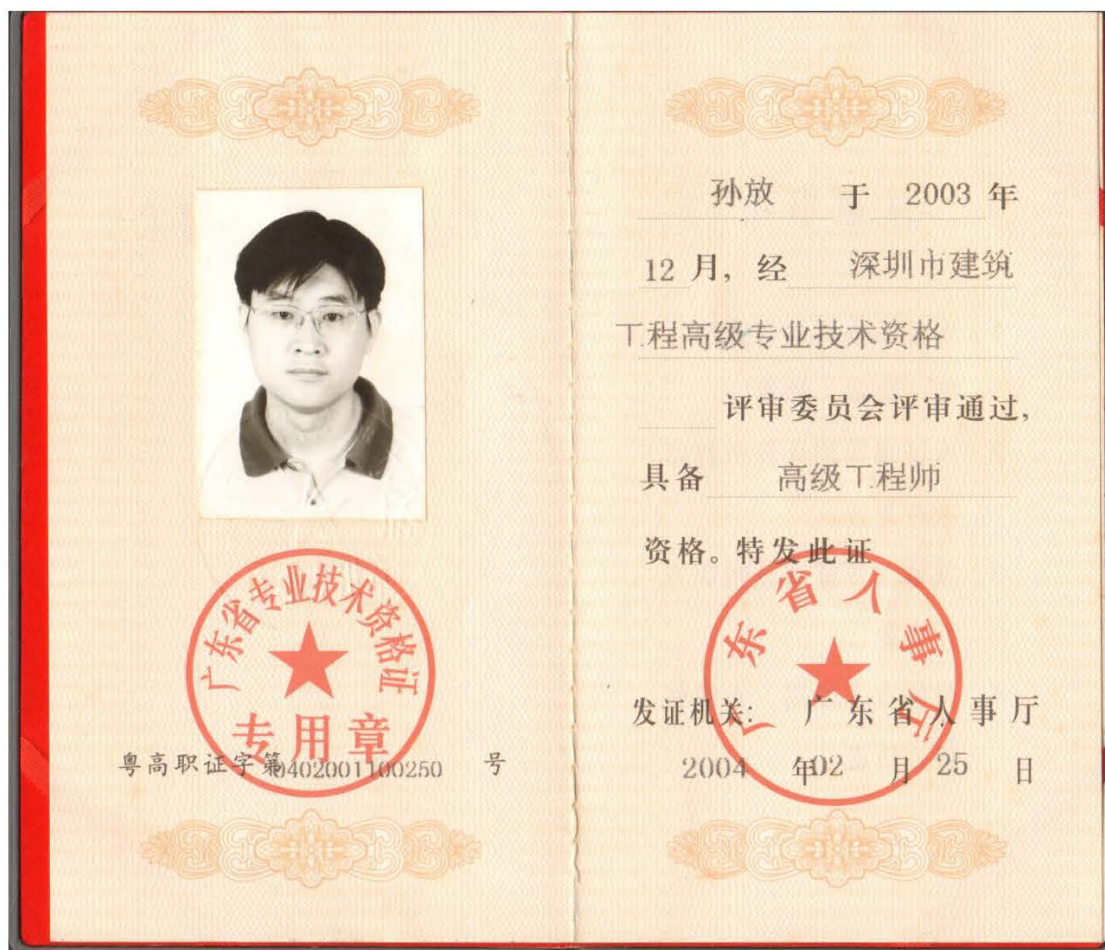 广东省专业技术资格证
专用章
粤高职证字第0402001100250 号
孙放 于 2003 年
12 月，经 深圳市建筑
工程高级专业技术资格
评审委员会评审通过，
具备 高级工程师
资格。特发此证
广东省人事厅
发证机关: 广东省人事厅
2004 年02 月 25 日